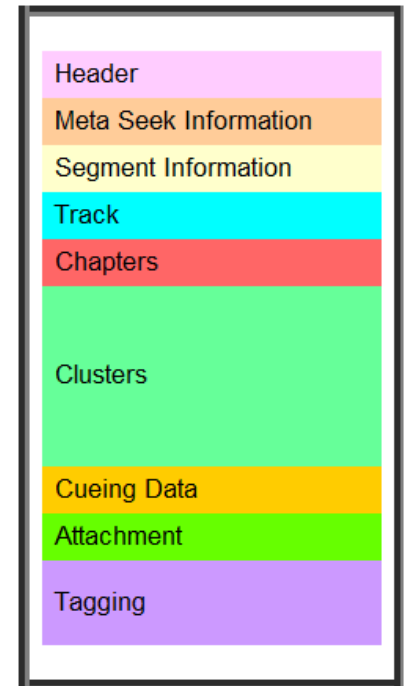 Header
Meta Seek Information
Segment Information
Track
Chapters
Clusters
Cueing Data
Attachment
Tagging